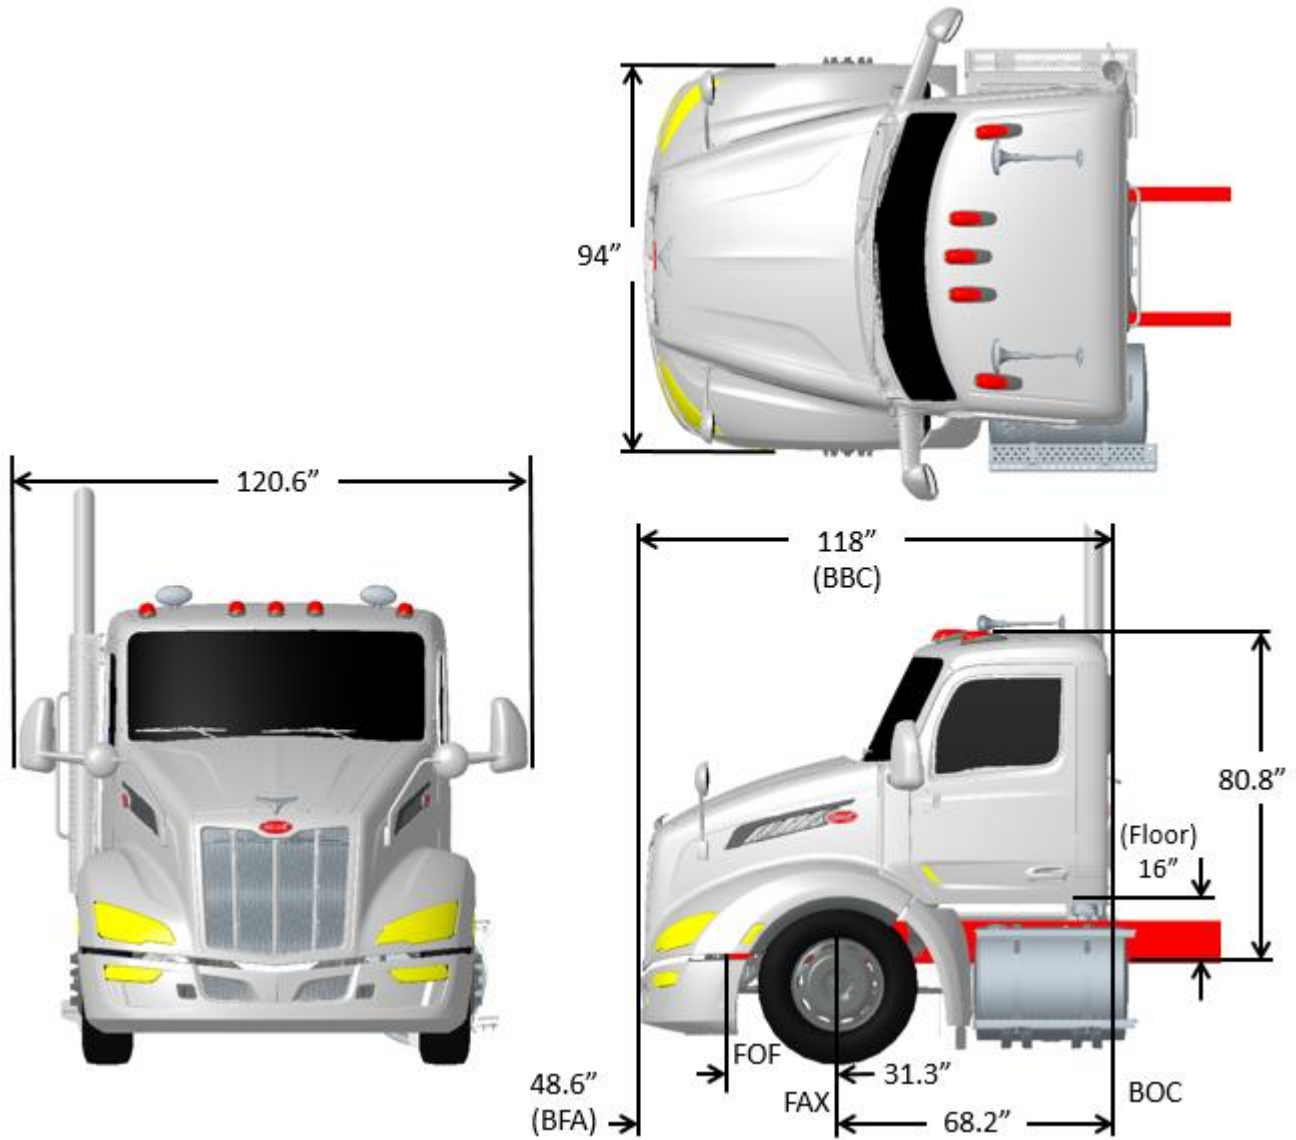 94”
120.6”
118”
(BBC)
80.8”
(Floor)
16”
FOF
31.3”
48.6”
(BFA)
FAX
68.2”
BOC